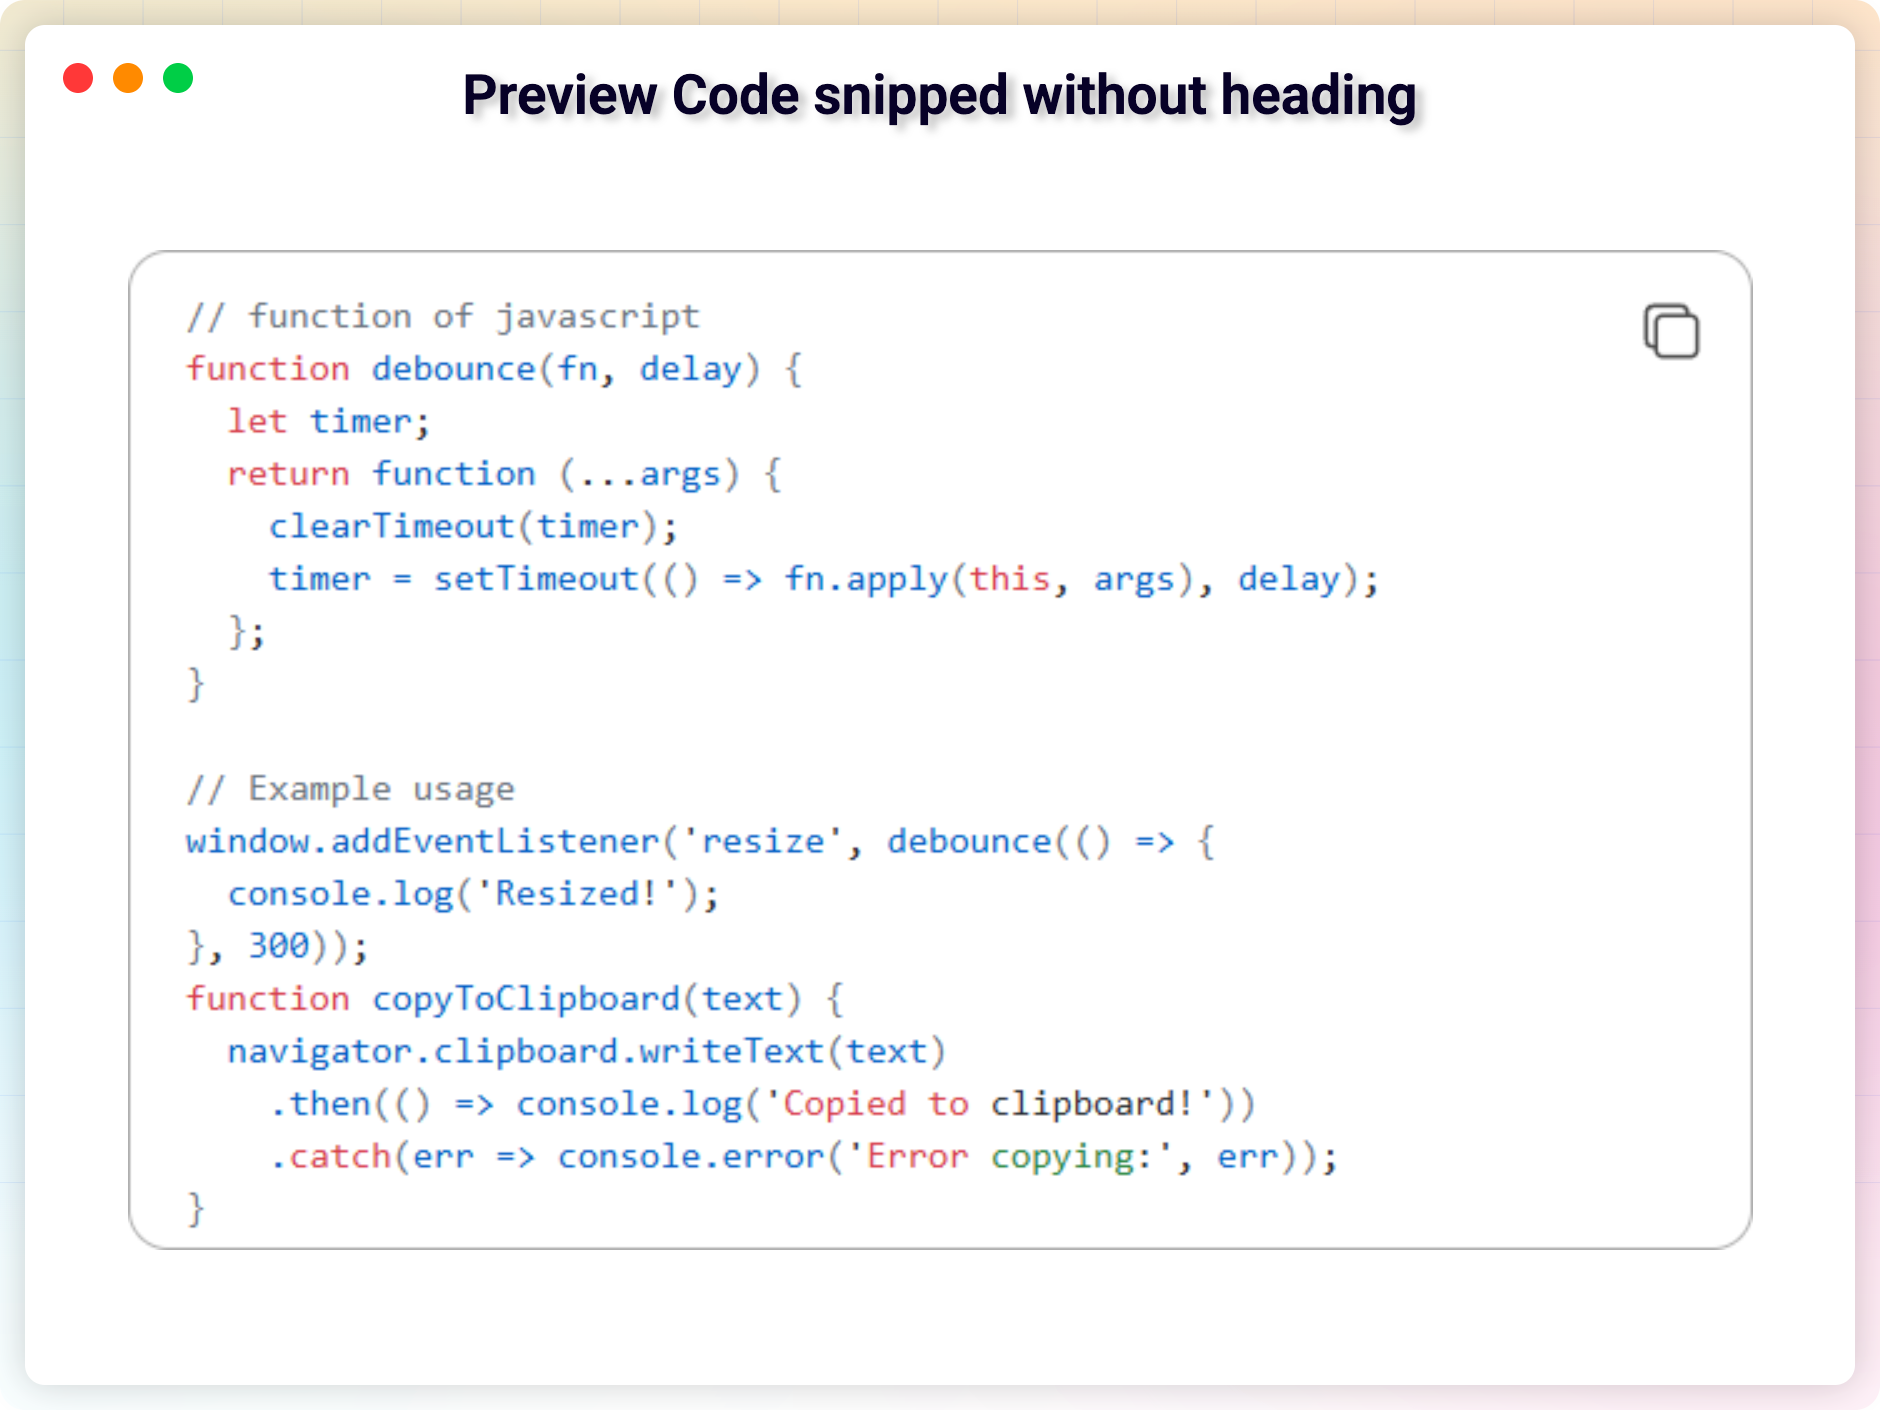 Preview Code snipped without heading
// function of javascript
function debounce(fn, delay) {
  let timer;
  return function (...args) {
    clearTimeout(timer);
    timer = setTimeout(() => fn.apply(this, args), delay);
  };
}
// Example usage
window.addEventListener('resize', debounce(() => {
  console.log('Resized!');
}, 300));
function copyToClipboard(text) {
  navigator.clipboard.writeText(text)
    .then(() => console.log('Copied to clipboard!'))
    .catch(err => console.error('Error copying:', err));
}